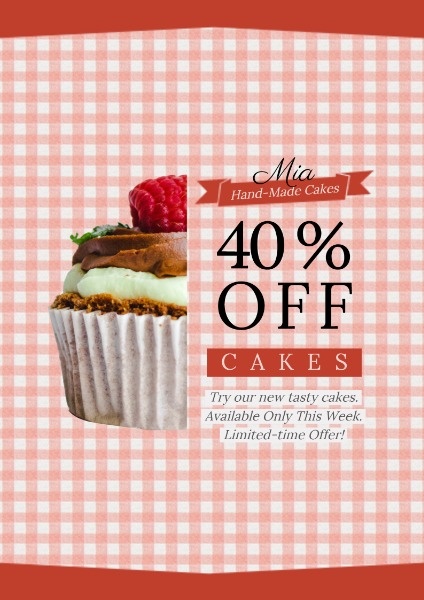 Mia
Hand-Made Cakes
40%
OFF
CAKES
Try our new tasty cakes.
Available Only This Week.
Limited-time Offer!